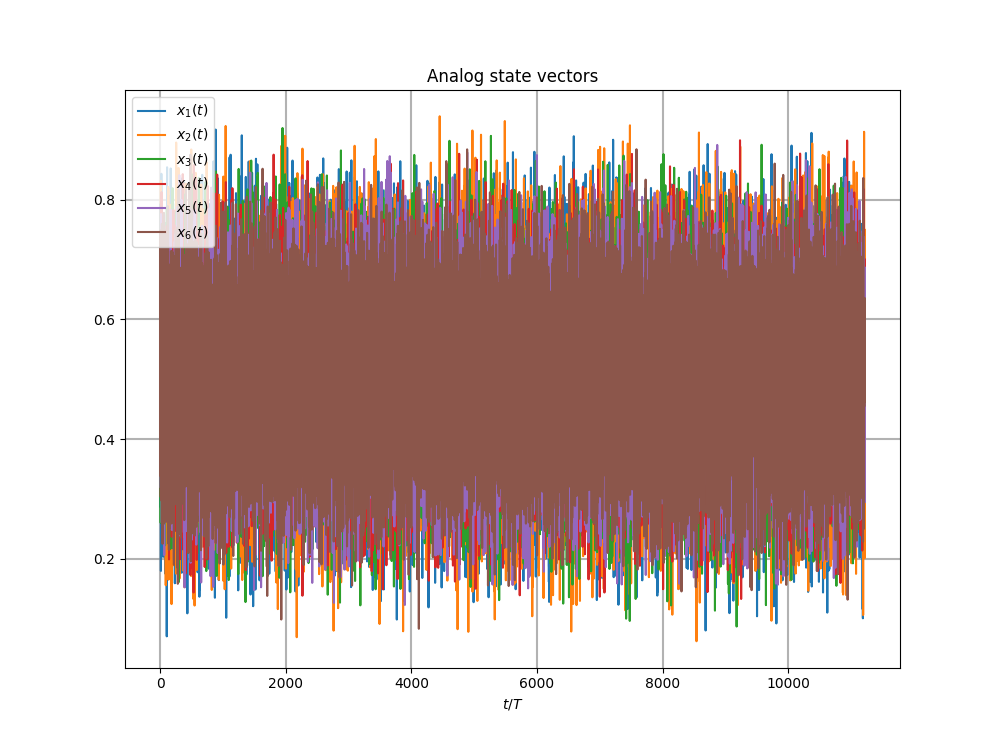 Analog state vectors
x₁(t)
x₂(t)
x₃(t)
x₄(t)
x₅(t)
x₆(t)
0.8
0.6
0.4
0.2
0 2000 4000 6000 8000 10000
t/T